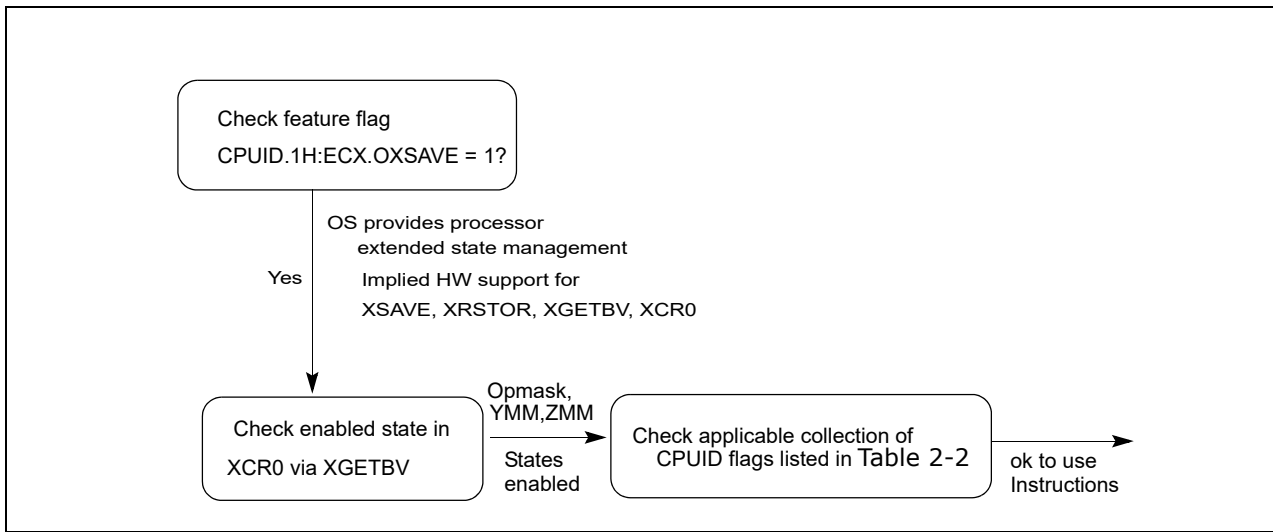 Check feature flag
CPUID.1H:ECX.OXSAVE = 1?
OS provides processor
extended state management
Yes
Implied HW support for
XSAVE, XRSTOR, XGETBV, XCR0
Check enabled state in
XCR0 via XGETBV
Opmask,
YMM,ZMM
States
enabled
Check applicable collection of
CPUID flags listed in Table 2-2
ok to use
Instructions